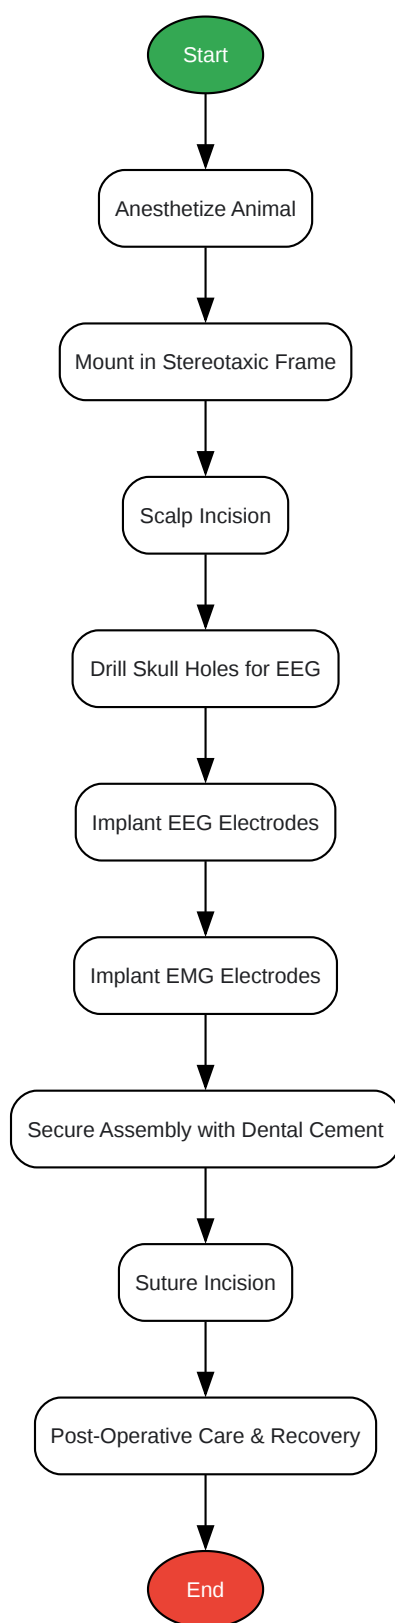 Start
Anesthetize Animal
Mount in Stereotaxic Frame
Scalp Incision
Drill Skull Holes for EEG
Implant EEG Electrodes
Implant EMG Electrodes
Secure Assembly with Dental Cement
Suture Incision
Post-Operative Care & Recovery
End